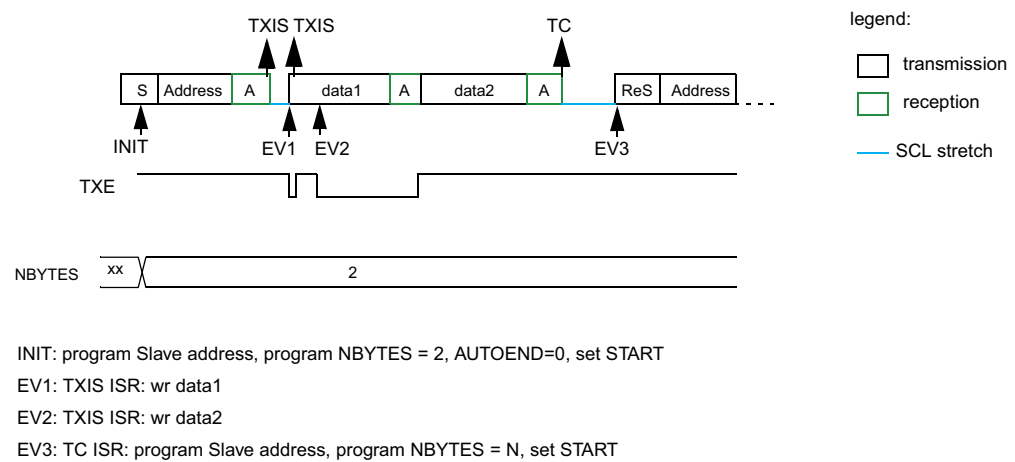 TXIS TXIS TC legend:
transmission
S Address A data1 A data2 A ReS Address
reception
INIT EV1 EV2 EV3 SCL stretch
TXE
NBYTES xx 2
INIT: program Slave address, program NBYTES = 2, AUTOEND=0, set START
EV1: TXIS ISR: wr data1
EV2: TXIS ISR: wr data2
EV3: TC ISR: program Slave address, program NBYTES = N, set START